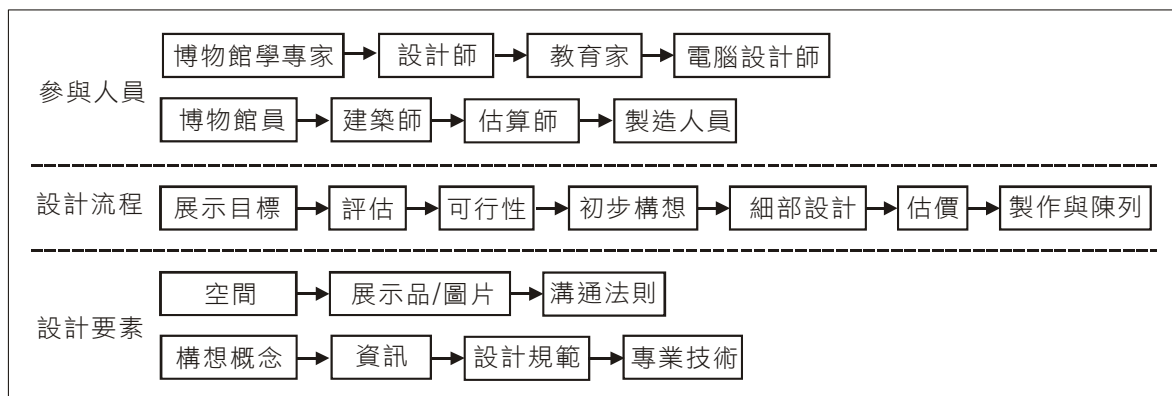 參與人員
博物館學專家 設計師 教育家 電腦設計師
博物館員 建築師 估算師 製造人員
設計流程 展示目標 評估 可行性 初步構想 細部設計 估價 製作與陳列
設計要素
空間 展示品/圖片 溝通法則
構想概念 資訊 設計規範 專業技術